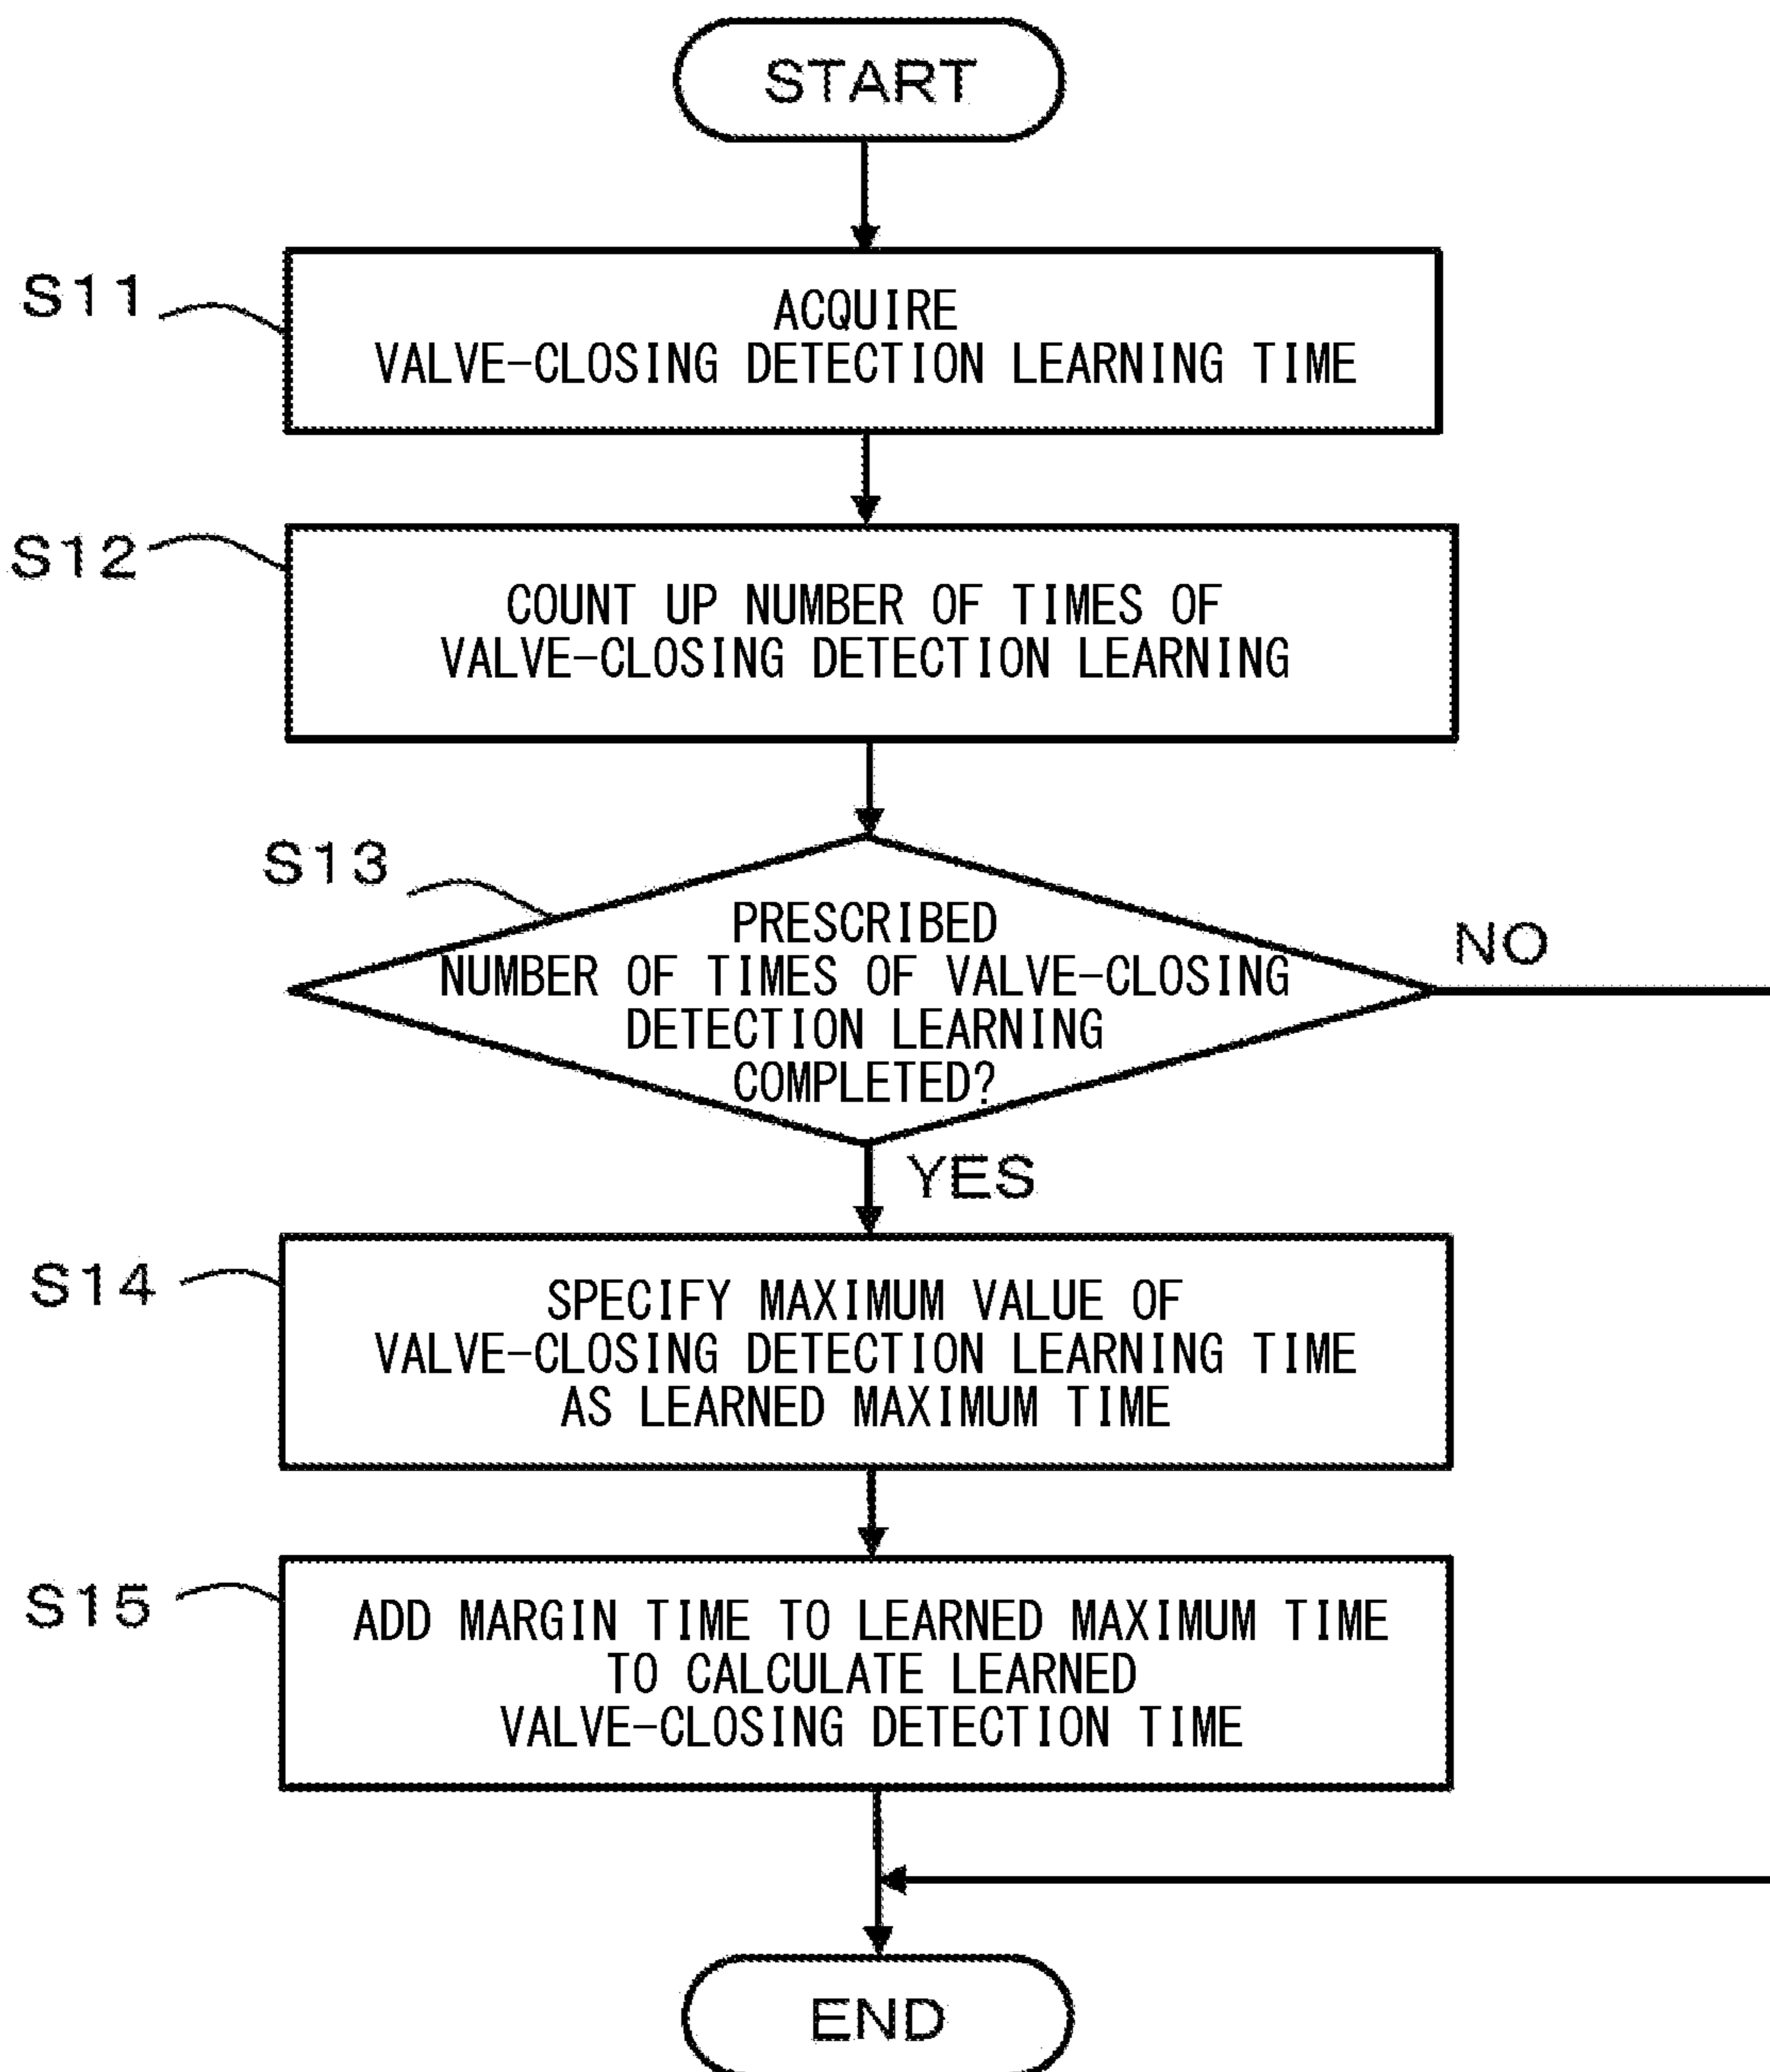 START
S11
ACQUIRE
VALVE-CLOSING DETECTION LEARNING TIME
S12
COUNT UP NUMBER OF TIMES OF
VALVE-CLOSING DETECTION LEARNING
S13
PRESCRIBED
NUMBER OF TIMES OF VALVE-CLOSING
DETECTION LEARNING
COMPLETED?
NO
YES
S14
SPECIFY MAXIMUM VALUE OF
VALVE-CLOSING DETECTION LEARNING TIME
AS LEARNED MAXIMUM TIME
S15
ADD MARGIN TIME TO LEARNED MAXIMUM TIME
TO CALCULATE LEARNED
VALVE-CLOSING DETECTION TIME
END